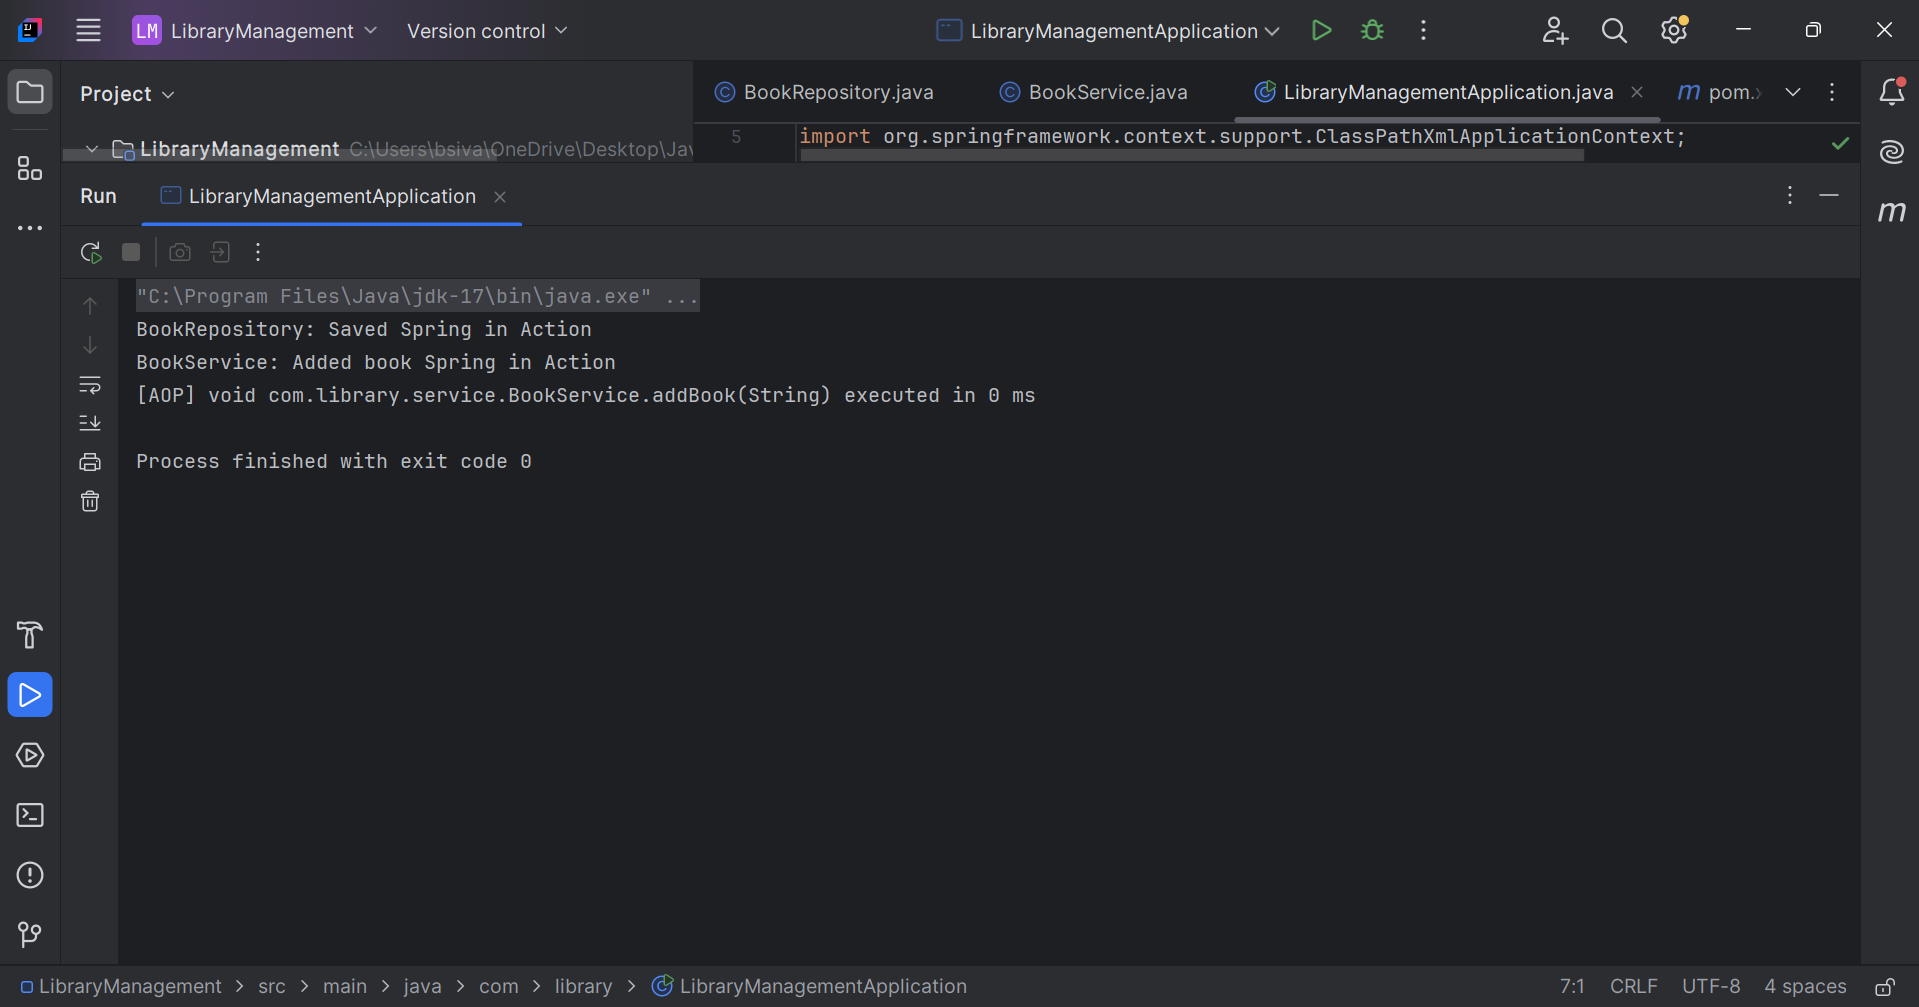 LM LibraryManagement Version control LibraryManagementApplication
Project
BookRepository.java BookService.java LibraryManagementApplication.java m pom.x
LibraryManagement C:\Users\bsiva\OneDrive\Desktop\Jav
5 import org.springframework.context.support.ClassPathXmlApplicationContext;
Run LibraryManagementApplication
"C:\Program Files\Java\jdk-17\bin\java.exe" ...
BookRepository: Saved Spring in Action
BookService: Added book Spring in Action
[AOP] void com.library.service.BookService.addBook(String) executed in 0 ms
Process finished with exit code 0
LibraryManagement > src > main > java > com > library > LibraryManagementApplication 7:1 CRLF UTF-8 4 spaces